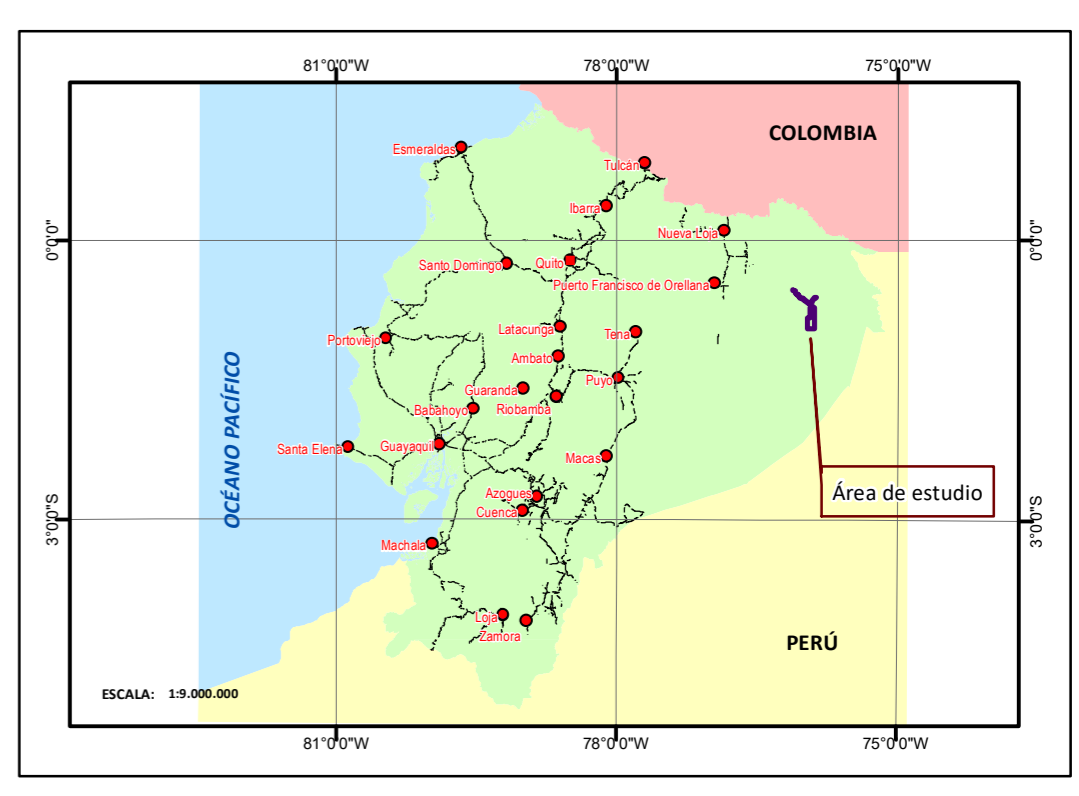 81°0'0"W 78°0'0"W 75°0'0"W
COLOMBIA
Esmeraldas
Tulcán
Ibarra
Nueva Loja
0°0'0"
0°0'0"
Santo Domingo
Quito
Puerto Francisco de Orellana
Latacunga
Tena
Portoviejo
Ambato
Puyo
Guaranda
Riobamba
Babahoyo
OCÉANO PACÍFICO
Santa Elena
Guayaquil
Macas
Azogues
Cuenca
Área de estudio
3°0'0"S
3°0'0"S
Machala
Loja
Zamora
PERÚ
ESCALA: 1:9.000.000
81°0'0"W 78°0'0"W 75°0'0"W